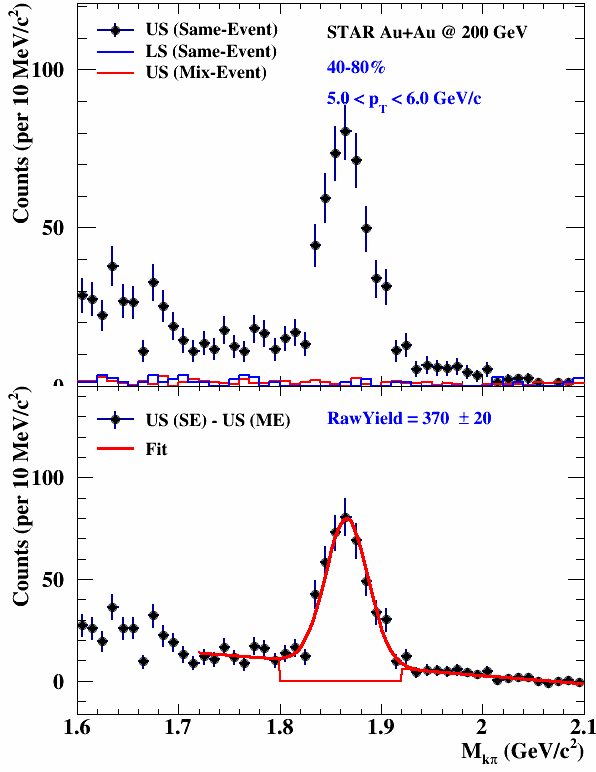 US (Same-Event)
LS (Same-Event)
US (Mix-Event)
STAR Au+Au @ 200 GeV
40-80%
5.0 < p_T < 6.0 GeV/c
Counts (per 10 MeV/c²)
100
50
0
US (SE) - US (ME)
Fit
RawYield = 370 ± 20
Counts (per 10 MeV/c²)
100
50
0
1.6 1.7 1.8 1.9 2 2.1
M_kπ (GeV/c²)